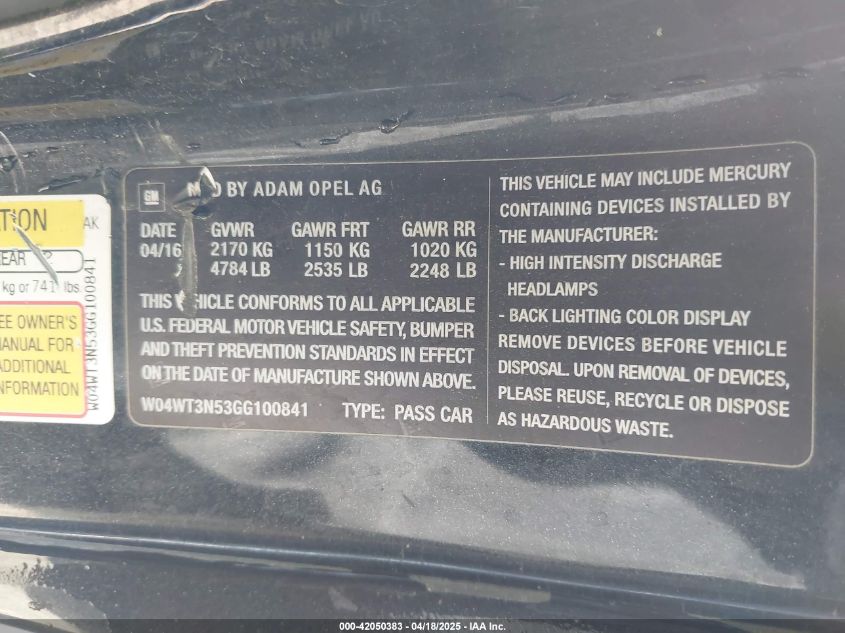 TION
AK
REAR
kg or 741 lbs.
EE OWNER'S
MANUAL FOR
ADDITIONAL
INFORMATION
W04WT3N53GG100841
GM
BY ADAM OPEL AG
DATE GVWR GAWR FRT GAWR RR
04/16 2170 KG 1150 KG 1020 KG
4784 LB 2535 LB 2248 LB
THIS VEHICLE CONFORMS TO ALL APPLICABLE
U.S. FEDERAL MOTOR VEHICLE SAFETY, BUMPER
AND THEFT PREVENTION STANDARDS IN EFFECT
ON THE DATE OF MANUFACTURE SHOWN ABOVE.
W04WT3N53GG100841 TYPE: PASS CAR
THIS VEHICLE MAY INCLUDE MERCURY
CONTAINING DEVICES INSTALLED BY
THE MANUFACTURER:
- HIGH INTENSITY DISCHARGE
HEADLAMPS
- BACK LIGHTING COLOR DISPLAY
REMOVE DEVICES BEFORE VEHICLE
DISPOSAL. UPON REMOVAL OF DEVICES,
PLEASE REUSE, RECYCLE OR DISPOSE
AS HAZARDOUS WASTE.
000-42050383 - 04/18/2025 - IAA Inc.